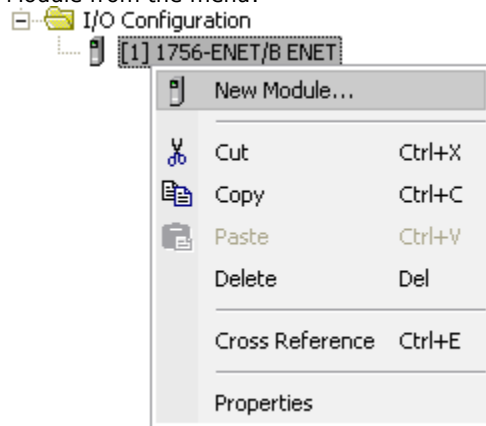 Module from the menu.
I/O Configuration
[1] 1756-ENET/B ENET
New Module...
Cut Ctrl+X
Copy Ctrl+C
Paste Ctrl+V
Delete Del
Cross Reference Ctrl+E
Properties